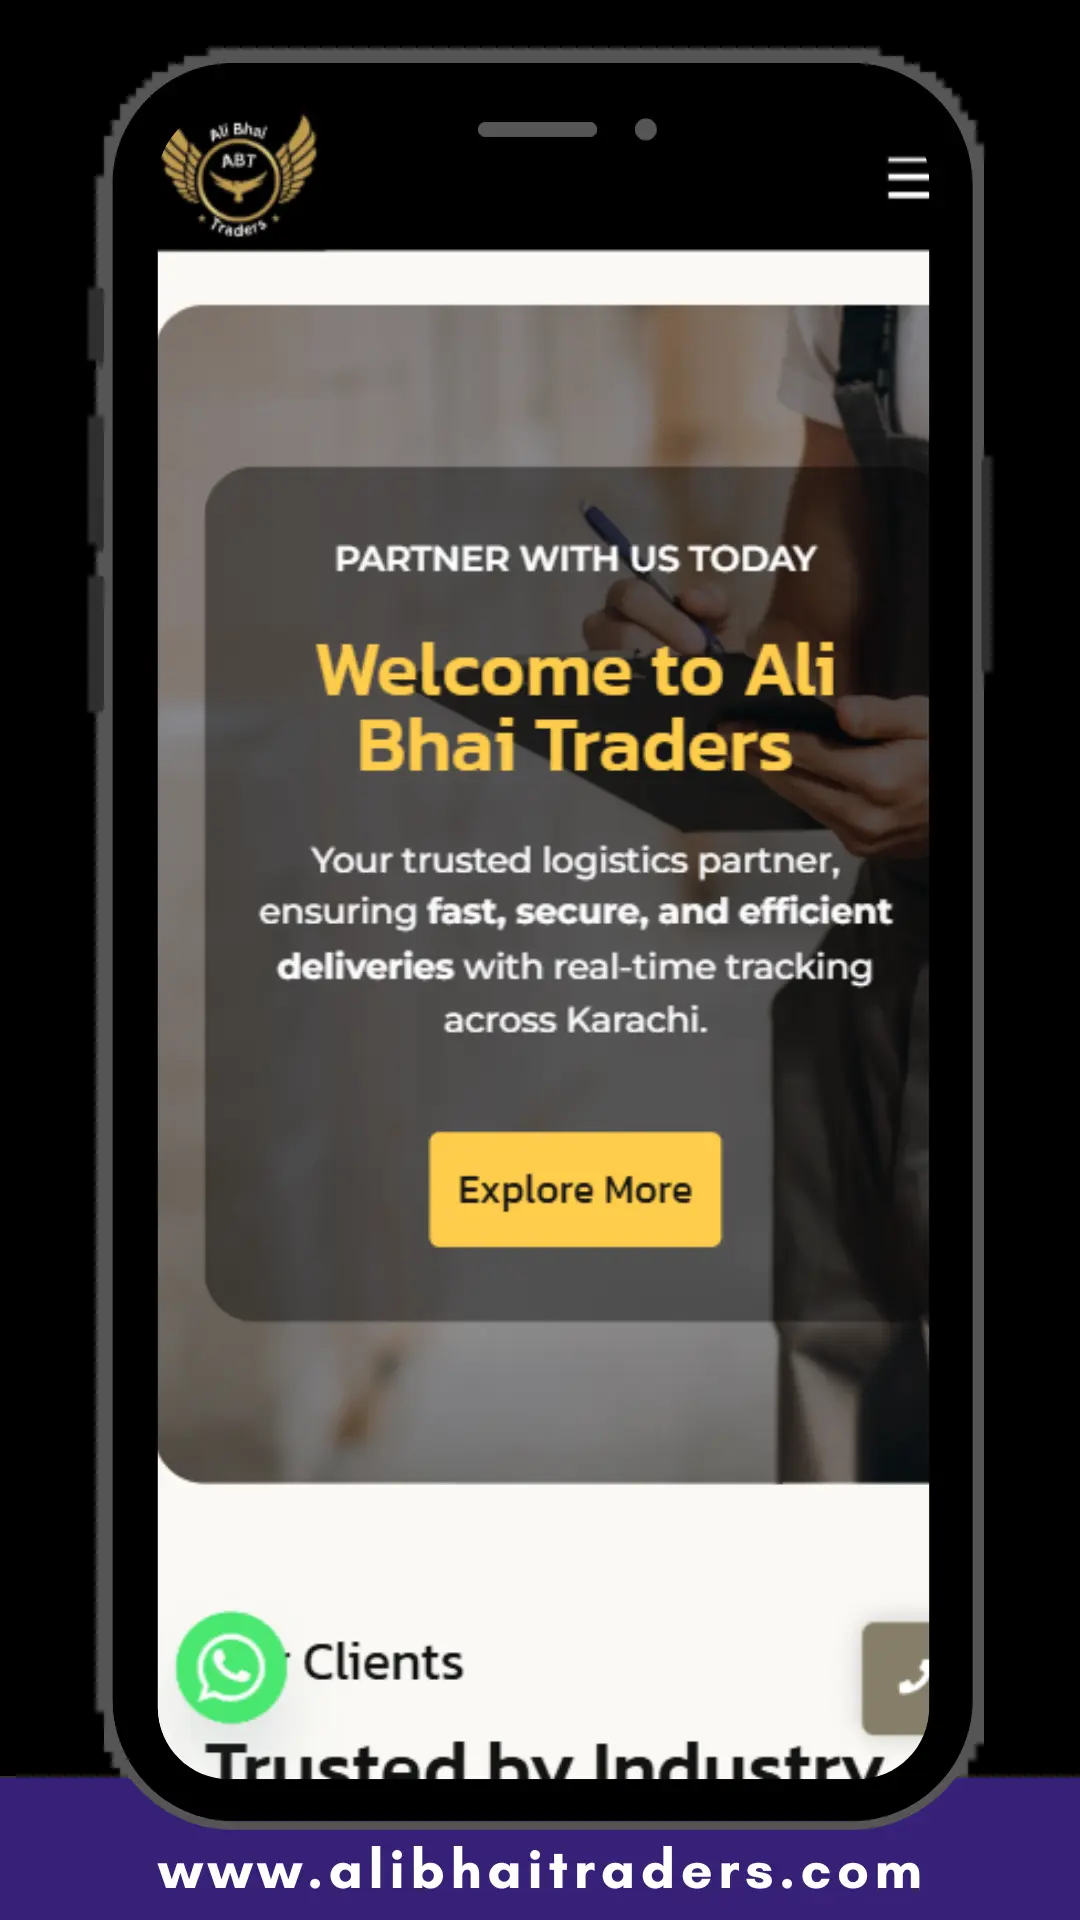 Ali Bhai
ABT
Traders
PARTNER WITH US TODAY
Welcome to Ali
Bhai Traders
Your trusted logistics partner,
ensuring fast, secure, and efficient
deliveries with real-time tracking
across Karachi.
Explore More
Clients
Trusted by Industry
www.alibhaitraders.com